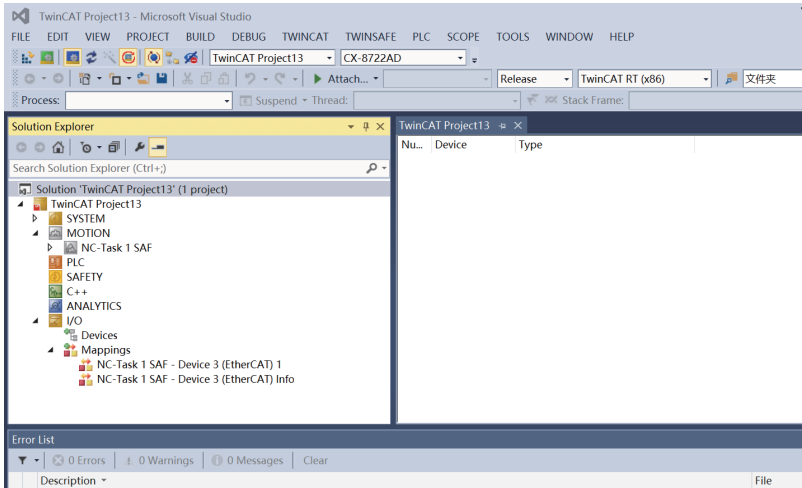 TwinCAT Project13 - Microsoft Visual Studio
FILE EDIT VIEW PROJECT BUILD DEBUG TWINCAT TWINSAFE PLC SCOPE TOOLS WINDOW HELP
TwinCAT Project13 CX-8722AD
Attach... Release TwinCAT RT (x86) 文件夹
Process: Suspend Thread: Stack Frame:
Solution Explorer
TwinCAT Project13
Nu... Device Type
Search Solution Explorer (Ctrl+;)
Solution 'TwinCAT Project13' (1 project)
TwinCAT Project13
SYSTEM
MOTION
NC-Task 1 SAF
PLC
SAFETY
C++
ANALYTICS
I/O
Devices
Mappings
NC-Task 1 SAF - Device 3 (EtherCAT) 1
NC-Task 1 SAF - Device 3 (EtherCAT) Info
Error List
0 Errors 0 Warnings 0 Messages Clear
Description File